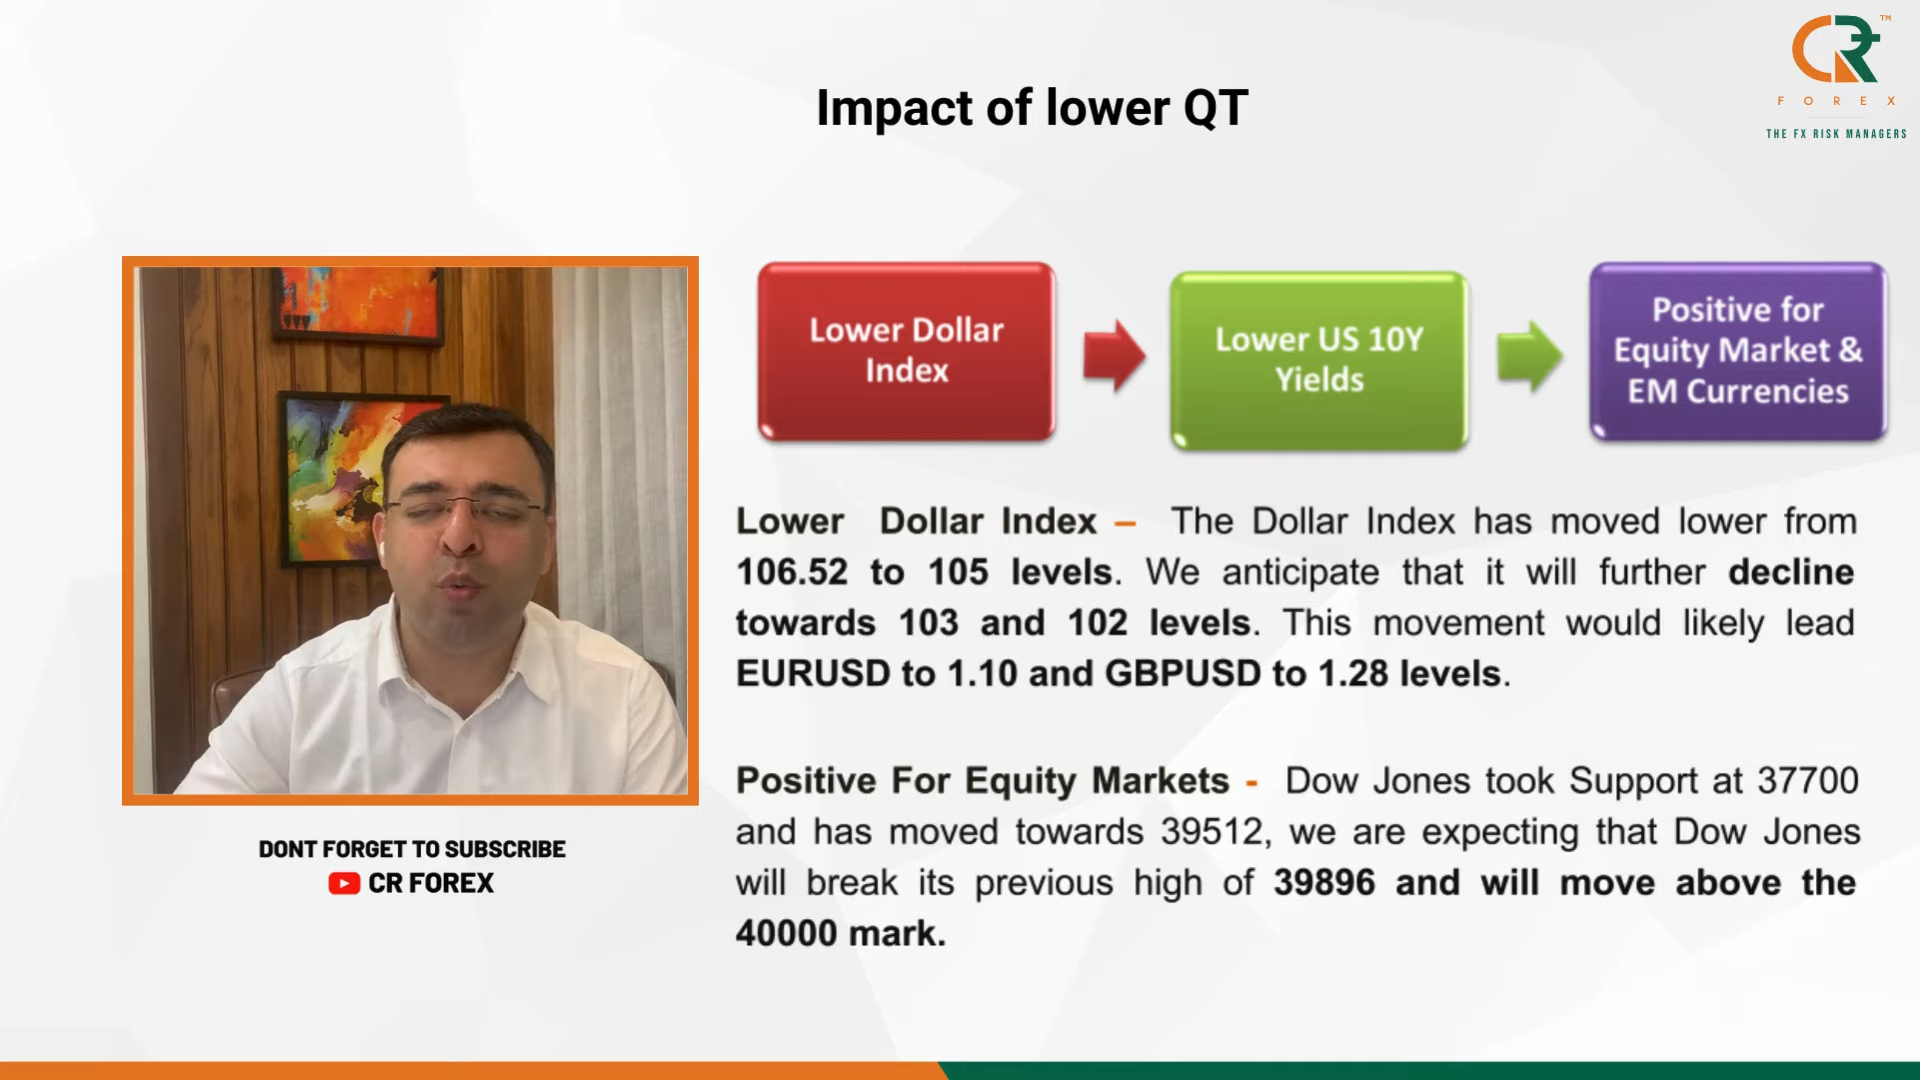 Impact of lower QT
CR
TM
FOREX
THE FX RISK MANAGERS
Lower Dollar
Index
Lower US 10Y
Yields
Positive for
Equity Market &
EM Currencies
Lower Dollar Index – The Dollar Index has moved lower from
106.52 to 105 levels. We anticipate that it will further decline
towards 103 and 102 levels. This movement would likely lead
EURUSD to 1.10 and GBPUSD to 1.28 levels.
Positive For Equity Markets - Dow Jones took Support at 37700
and has moved towards 39512, we are expecting that Dow Jones
will break its previous high of 39896 and will move above the
40000 mark.
DONT FORGET TO SUBSCRIBE
CR FOREX